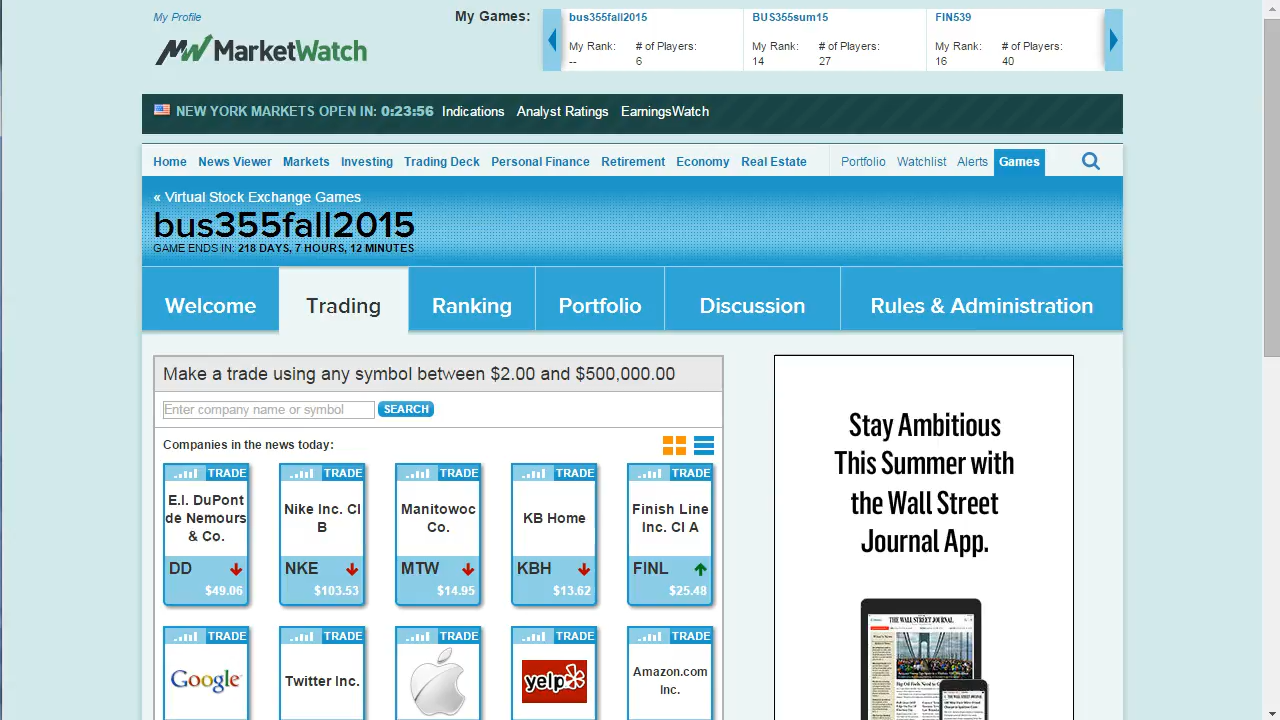 My Profile
MarketWatch
My Games:
bus355fall2015
My Rank: # of Players:
-- 6
BUS355sum15
My Rank: # of Players:
14 27
FIN539
My Rank: # of Players:
16 40
NEW YORK MARKETS OPEN IN: 0:23:56 Indications Analyst Ratings EarningsWatch
Home News Viewer Markets Investing Trading Deck Personal Finance Retirement Economy Real Estate Portfolio Watchlist Alerts Games
« Virtual Stock Exchange Games
bus355fall2015
GAME ENDS IN: 218 DAYS, 7 HOURS, 12 MINUTES
Welcome Trading Ranking Portfolio Discussion Rules & Administration
Make a trade using any symbol between $2.00 and $500,000.00
Enter company name or symbol SEARCH
Companies in the news today:
TRADE
E.I. DuPont
de Nemours
& Co.
DD
$49.06
TRADE
Nike Inc. Cl
B
NKE
$103.53
TRADE
Manitowoc
Co.
MTW
$14.95
TRADE
KB Home
KBH
$13.62
TRADE
Finish Line
Inc. Cl A
FINL
$25.48
TRADE
Google
TRADE
Twitter Inc.
TRADE
TRADE
yelp
TRADE
Amazon.com
Inc.
Stay Ambitious
This Summer with
the Wall Street
Journal App.
THE WALL STREET JOURNAL